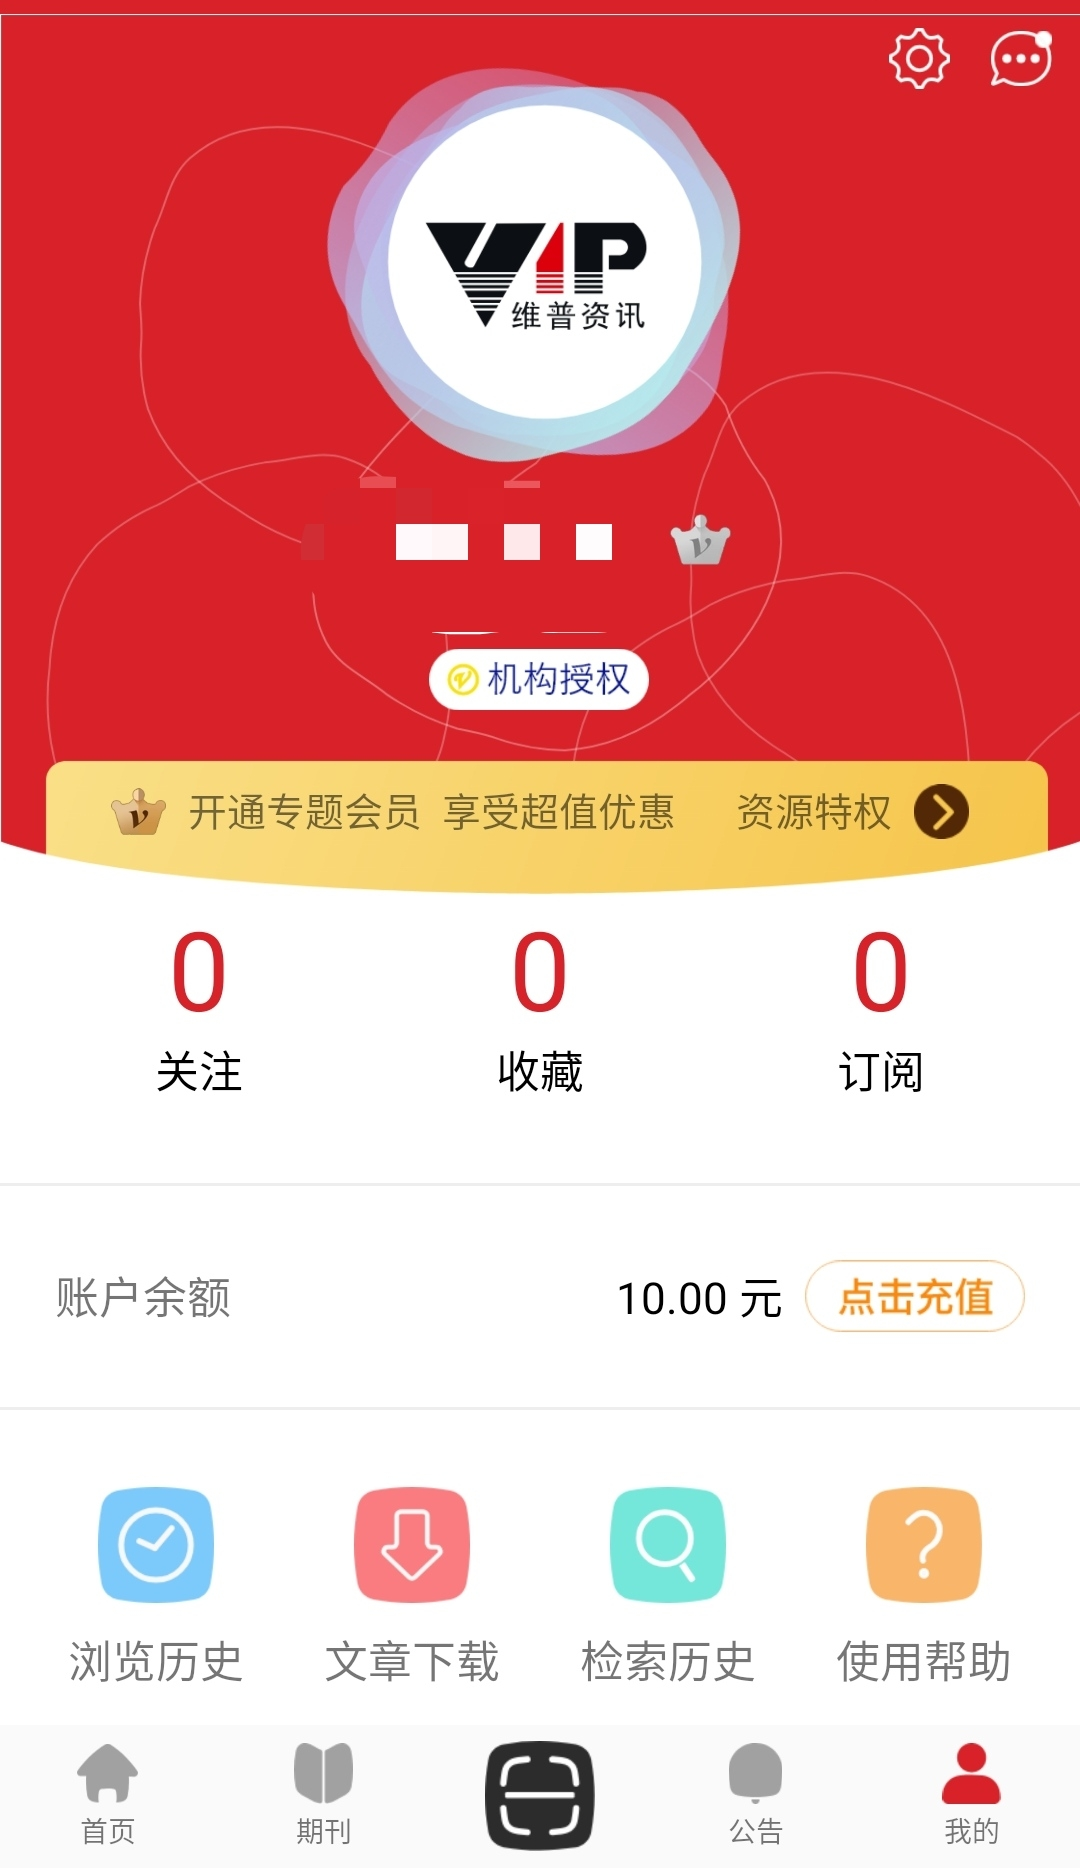 VIP
维普资讯
机构授权
开通专题会员 享受超值优惠 资源特权
0 0 0
关注 收藏 订阅
账户余额 10.00 元 点击充值
浏览历史 文章下载 检索历史 使用帮助
首页 期刊 公告 我的